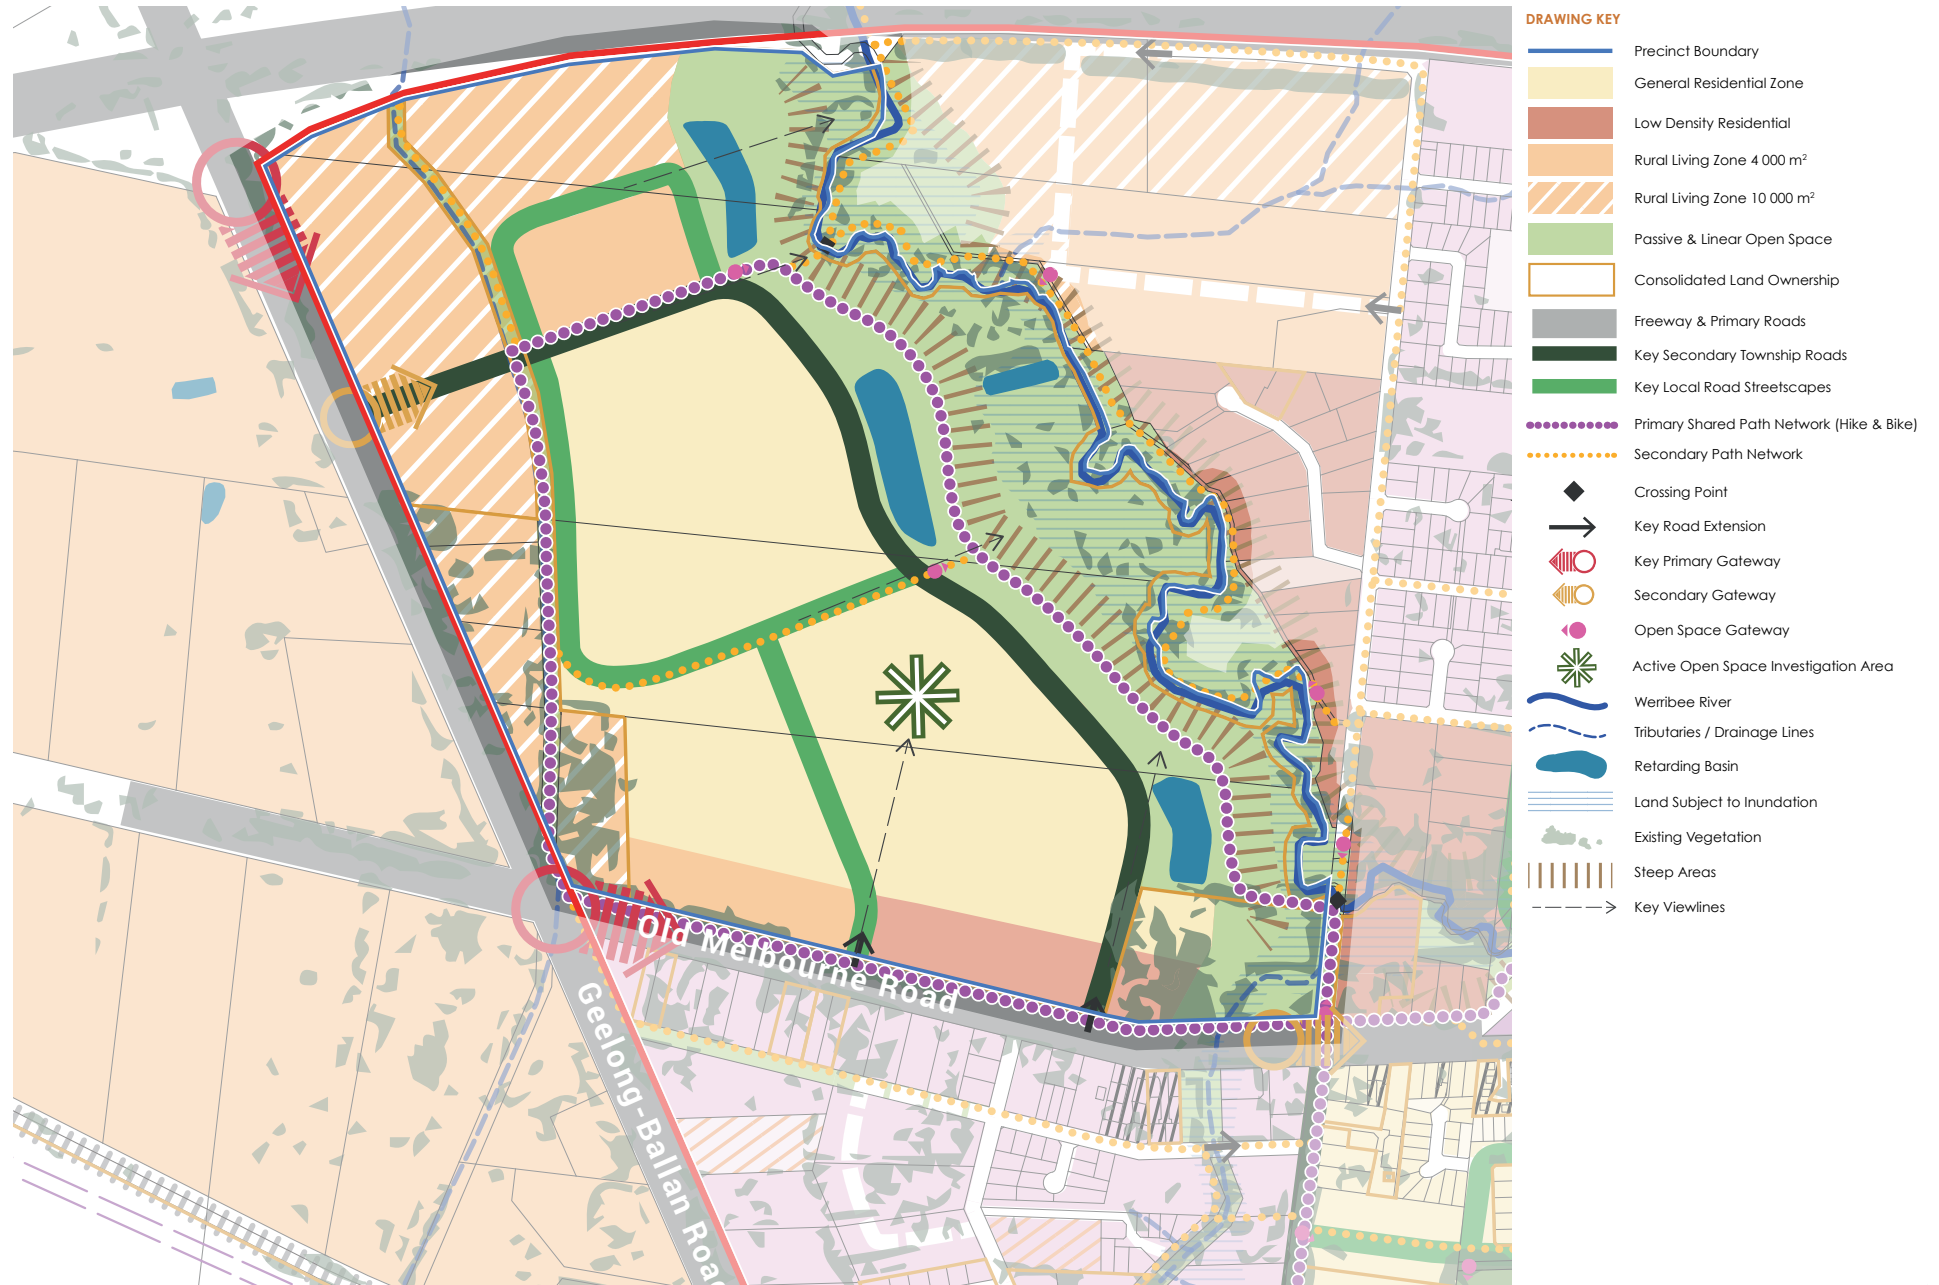 DRAWING KEY
Precinct Boundary
General Residential Zone
Low Density Residential
Rural Living Zone 4 000 m²
Rural Living Zone 10 000 m²
Passive & Linear Open Space
Consolidated Land Ownership
Freeway & Primary Roads
Key Secondary Township Roads
Key Local Road Streetscapes
Primary Shared Path Network (Hike & Bike)
Secondary Path Network
Crossing Point
Key Road Extension
Key Primary Gateway
Secondary Gateway
Open Space Gateway
Active Open Space Investigation Area
Werribee River
Tributaries / Drainage Lines
Retarding Basin
Land Subject to Inundation
Existing Vegetation
Steep Areas
Key Viewlines
Old Melbourne Road
Geelong-Ballan Road